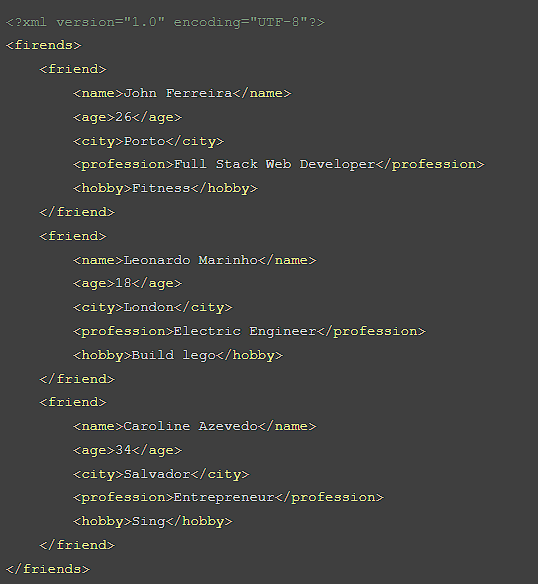 <?xml version="1.0" encoding="UTF-8"?>
<firends>
    <friend>
        <name>John Ferreira</name>
        <age>26</age>
        <city>Porto</city>
        <profession>Full Stack Web Developer</profession>
        <hobby>Fitness</hobby>
    </friend>
    <friend>
        <name>Leonardo Marinho</name>
        <age>18</age>
        <city>London</city>
        <profession>Electric Engineer</profession>
        <hobby>Build lego</hobby>
    </friend>
    <friend>
        <name>Caroline Azevedo</name>
        <age>34</age>
        <city>Salvador</city>
        <profession>Entrepreneur</profession>
        <hobby>Sing</hobby>
    </friend>
</friends>